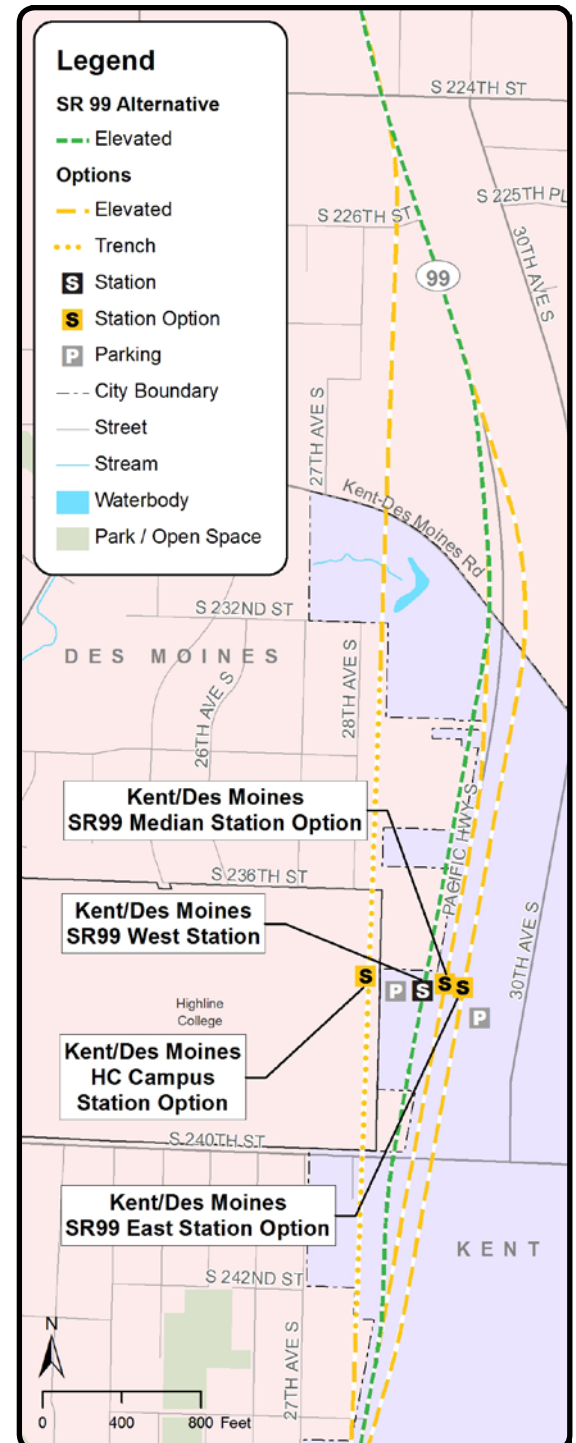 Legend
SR 99 Alternative
Elevated
Options
Elevated
Trench
S Station
S Station Option
P Parking
City Boundary
Street
Stream
Waterbody
Park / Open Space
S 224TH ST
S 225TH PL
S 226TH ST
30TH AVE S
99
27TH AVE S
Kent-Des Moines Rd
S 232ND ST
DES MOINES
26TH AVE S
28TH AVE S
Kent/Des Moines
SR99 Median Station Option
PACIFIC HWY S
S 236TH ST
Kent/Des Moines
SR99 West Station
30TH AVE S
S
P
S
S
S
P
Highline
College
Kent/Des Moines
HC Campus
Station Option
S 240TH ST
Kent/Des Moines
SR99 East Station Option
KENT
S 242ND ST
27TH AVE S
N
0 400 800 Feet